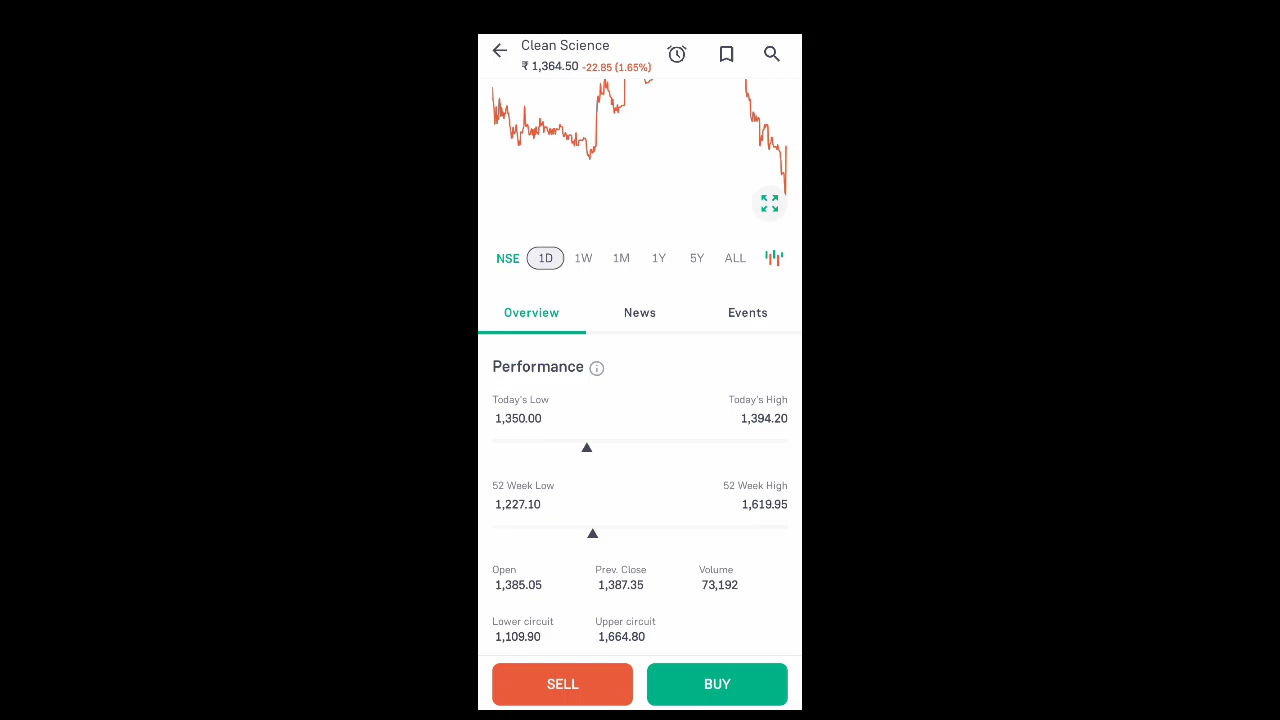 Clean Science
₹ 1,364.50 -22.85 (1.65%)
NSE 1D 1W 1M 1Y 5Y ALL
Overview News Events
Performance
Today's Low Today's High
1,350.00 1,394.20
52 Week Low 52 Week High
1,227.10 1,619.95
Open Prev. Close Volume
1,385.05 1,387.35 73,192
Lower circuit Upper circuit
1,109.90 1,664.80
SELL BUY